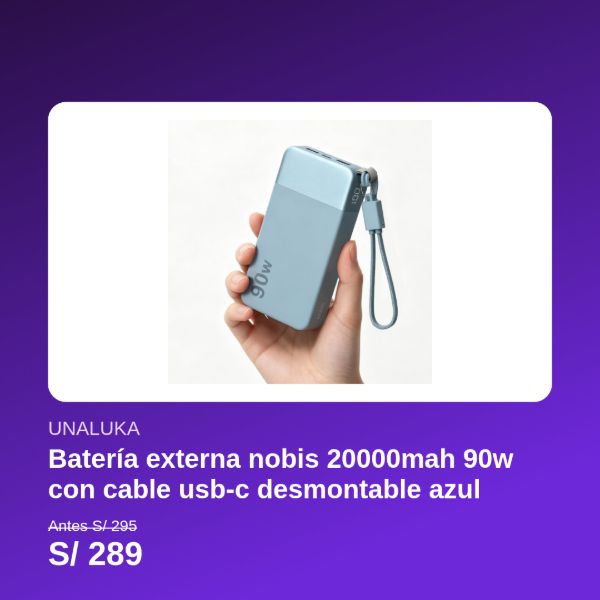 90w
UNALUKA
Batería externa nobis 20000mah 90w
con cable usb-c desmontable azul
Antes S/ 295
S/ 289